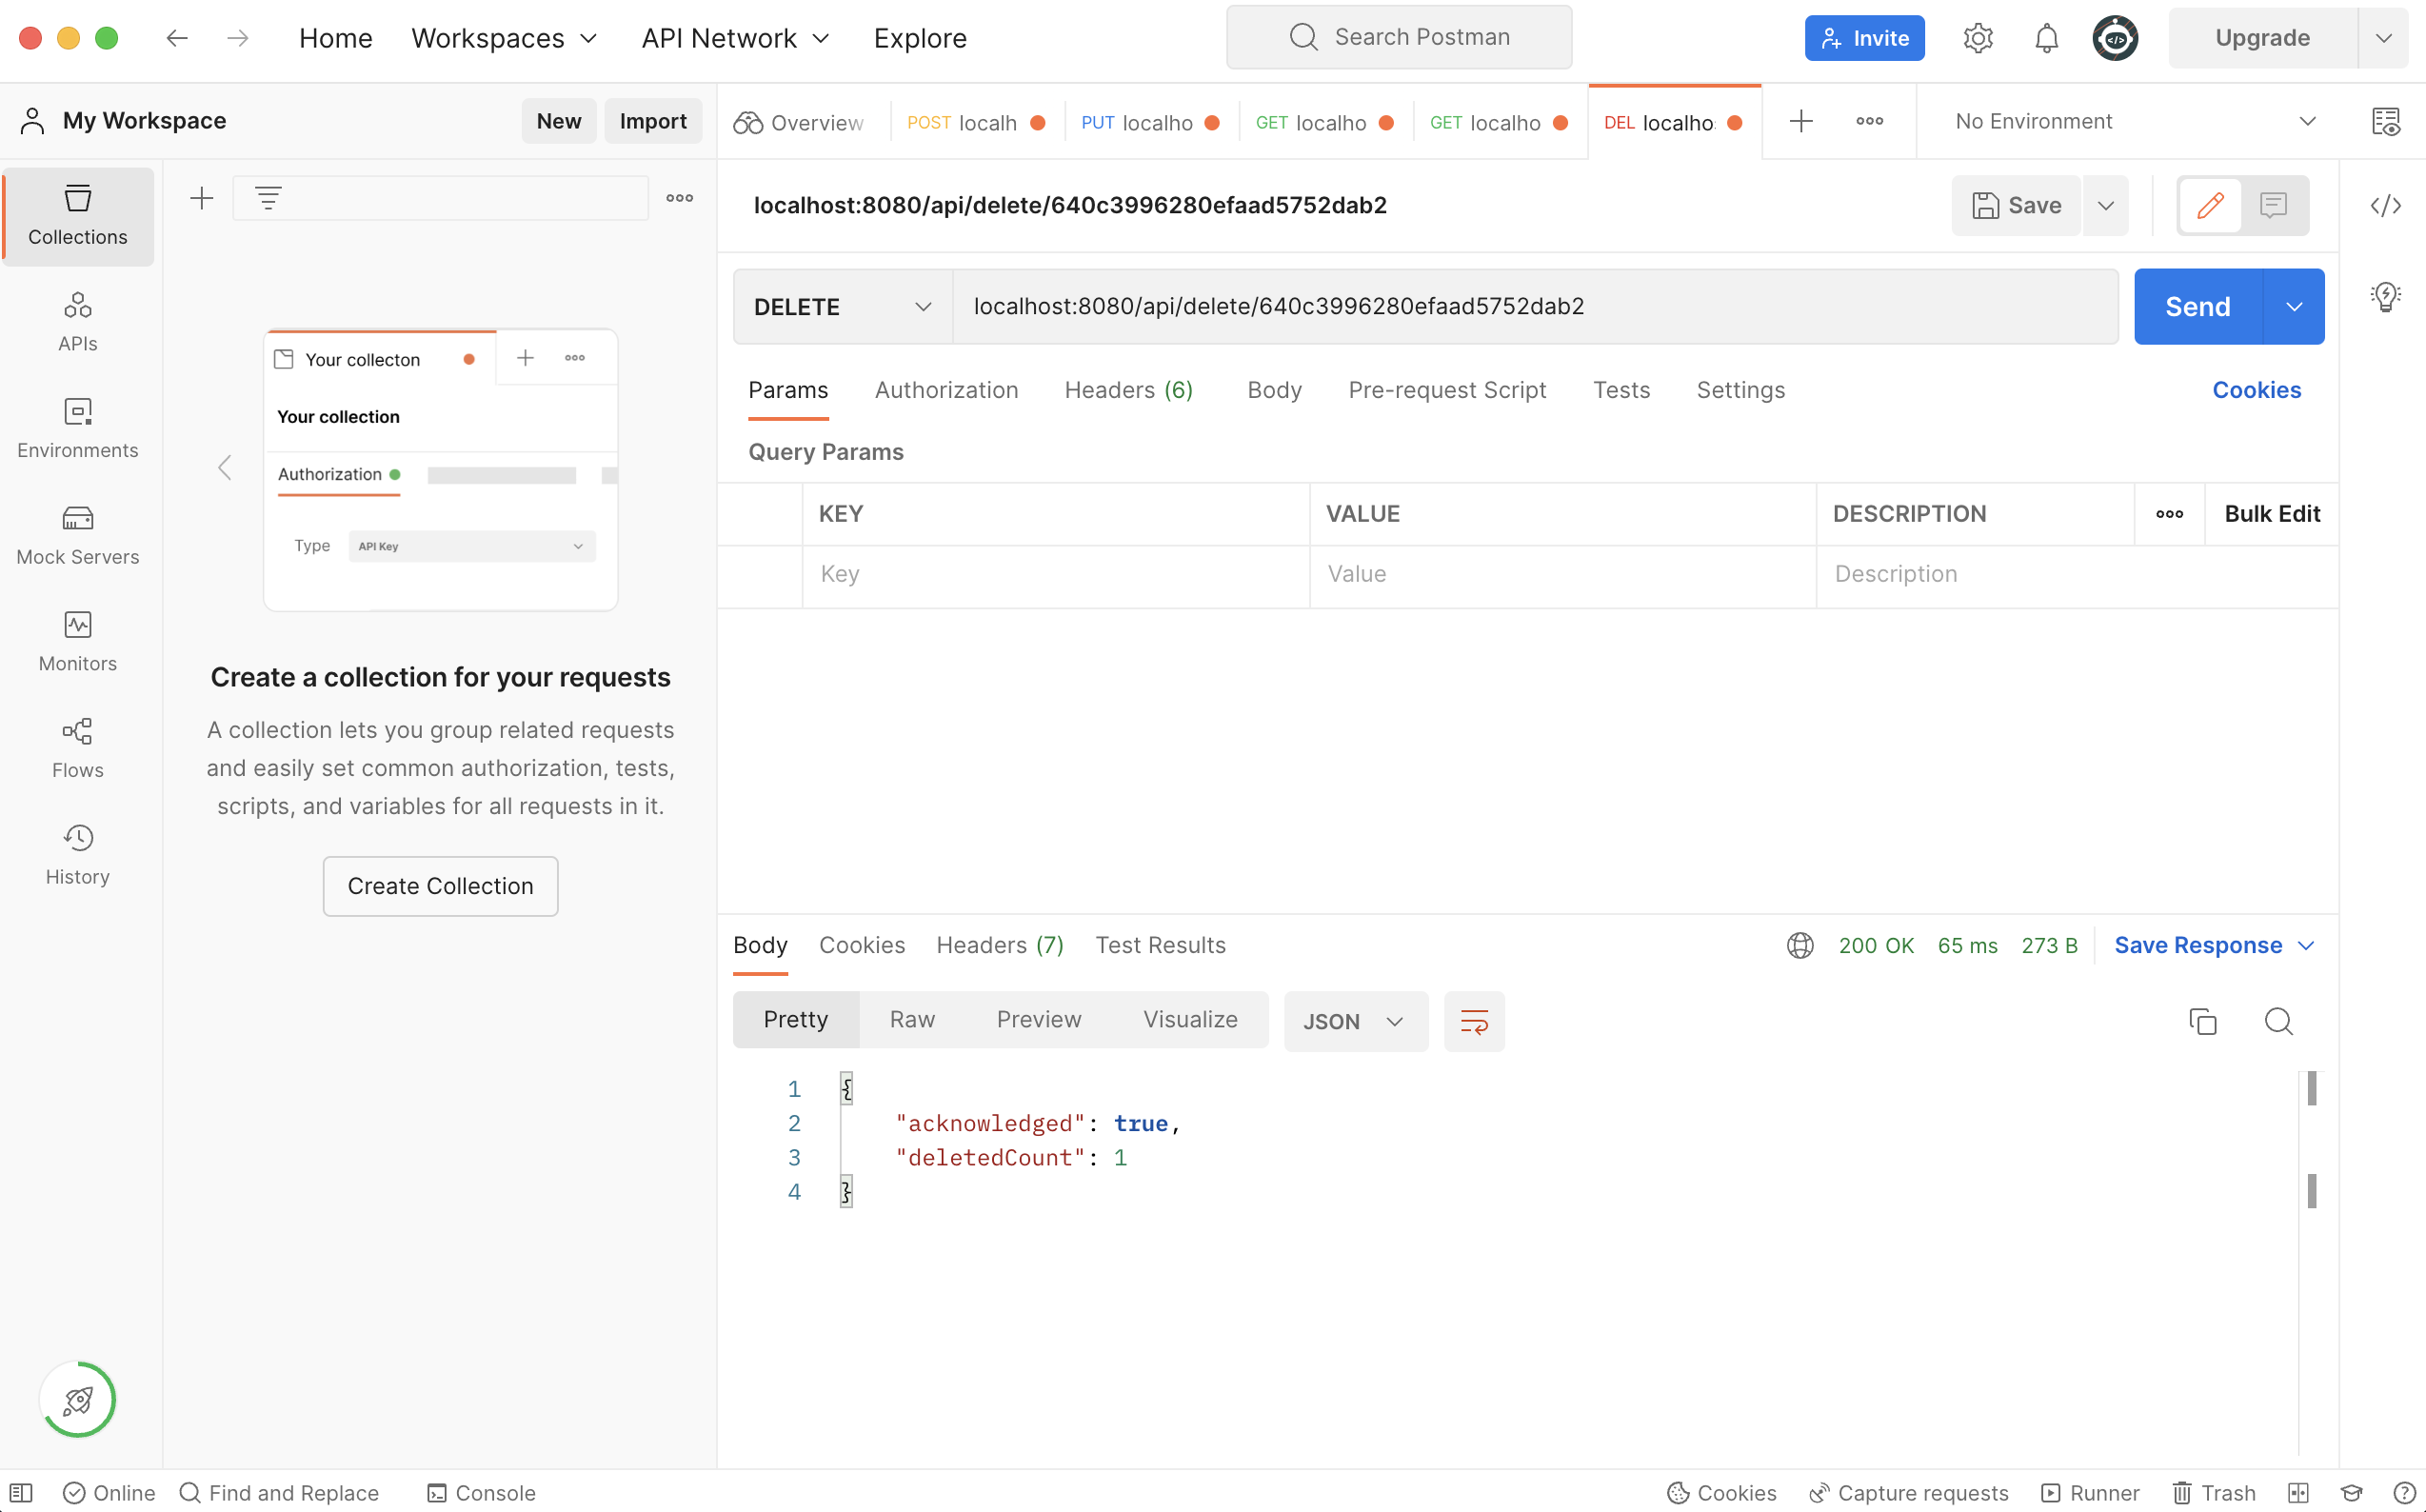 Home Workspaces API Network Explore Search Postman Invite Upgrade
My Workspace New Import
Overview POST localh PUT localho GET localho GET localho DEL localho No Environment
Collections
APIs
Environments
Mock Servers
Monitors
Flows
History
Your collecton
Your collection
Authorization
Type API Key
Create a collection for your requests
A collection lets you group related requests
and easily set common authorization, tests,
scripts, and variables for all requests in it.
Create Collection
localhost:8080/api/delete/640c3996280efaad5752dab2 Save
DELETE localhost:8080/api/delete/640c3996280efaad5752dab2 Send
Params Authorization Headers (6) Body Pre-request Script Tests Settings Cookies
Query Params
KEY VALUE DESCRIPTION Bulk Edit
Key Value Description
Body Cookies Headers (7) Test Results 200 OK 65 ms 273 B Save Response
Pretty Raw Preview Visualize JSON
1 {
2 "acknowledged": true,
3 "deletedCount": 1
4 }
Online Find and Replace Console Cookies Capture requests Runner Trash